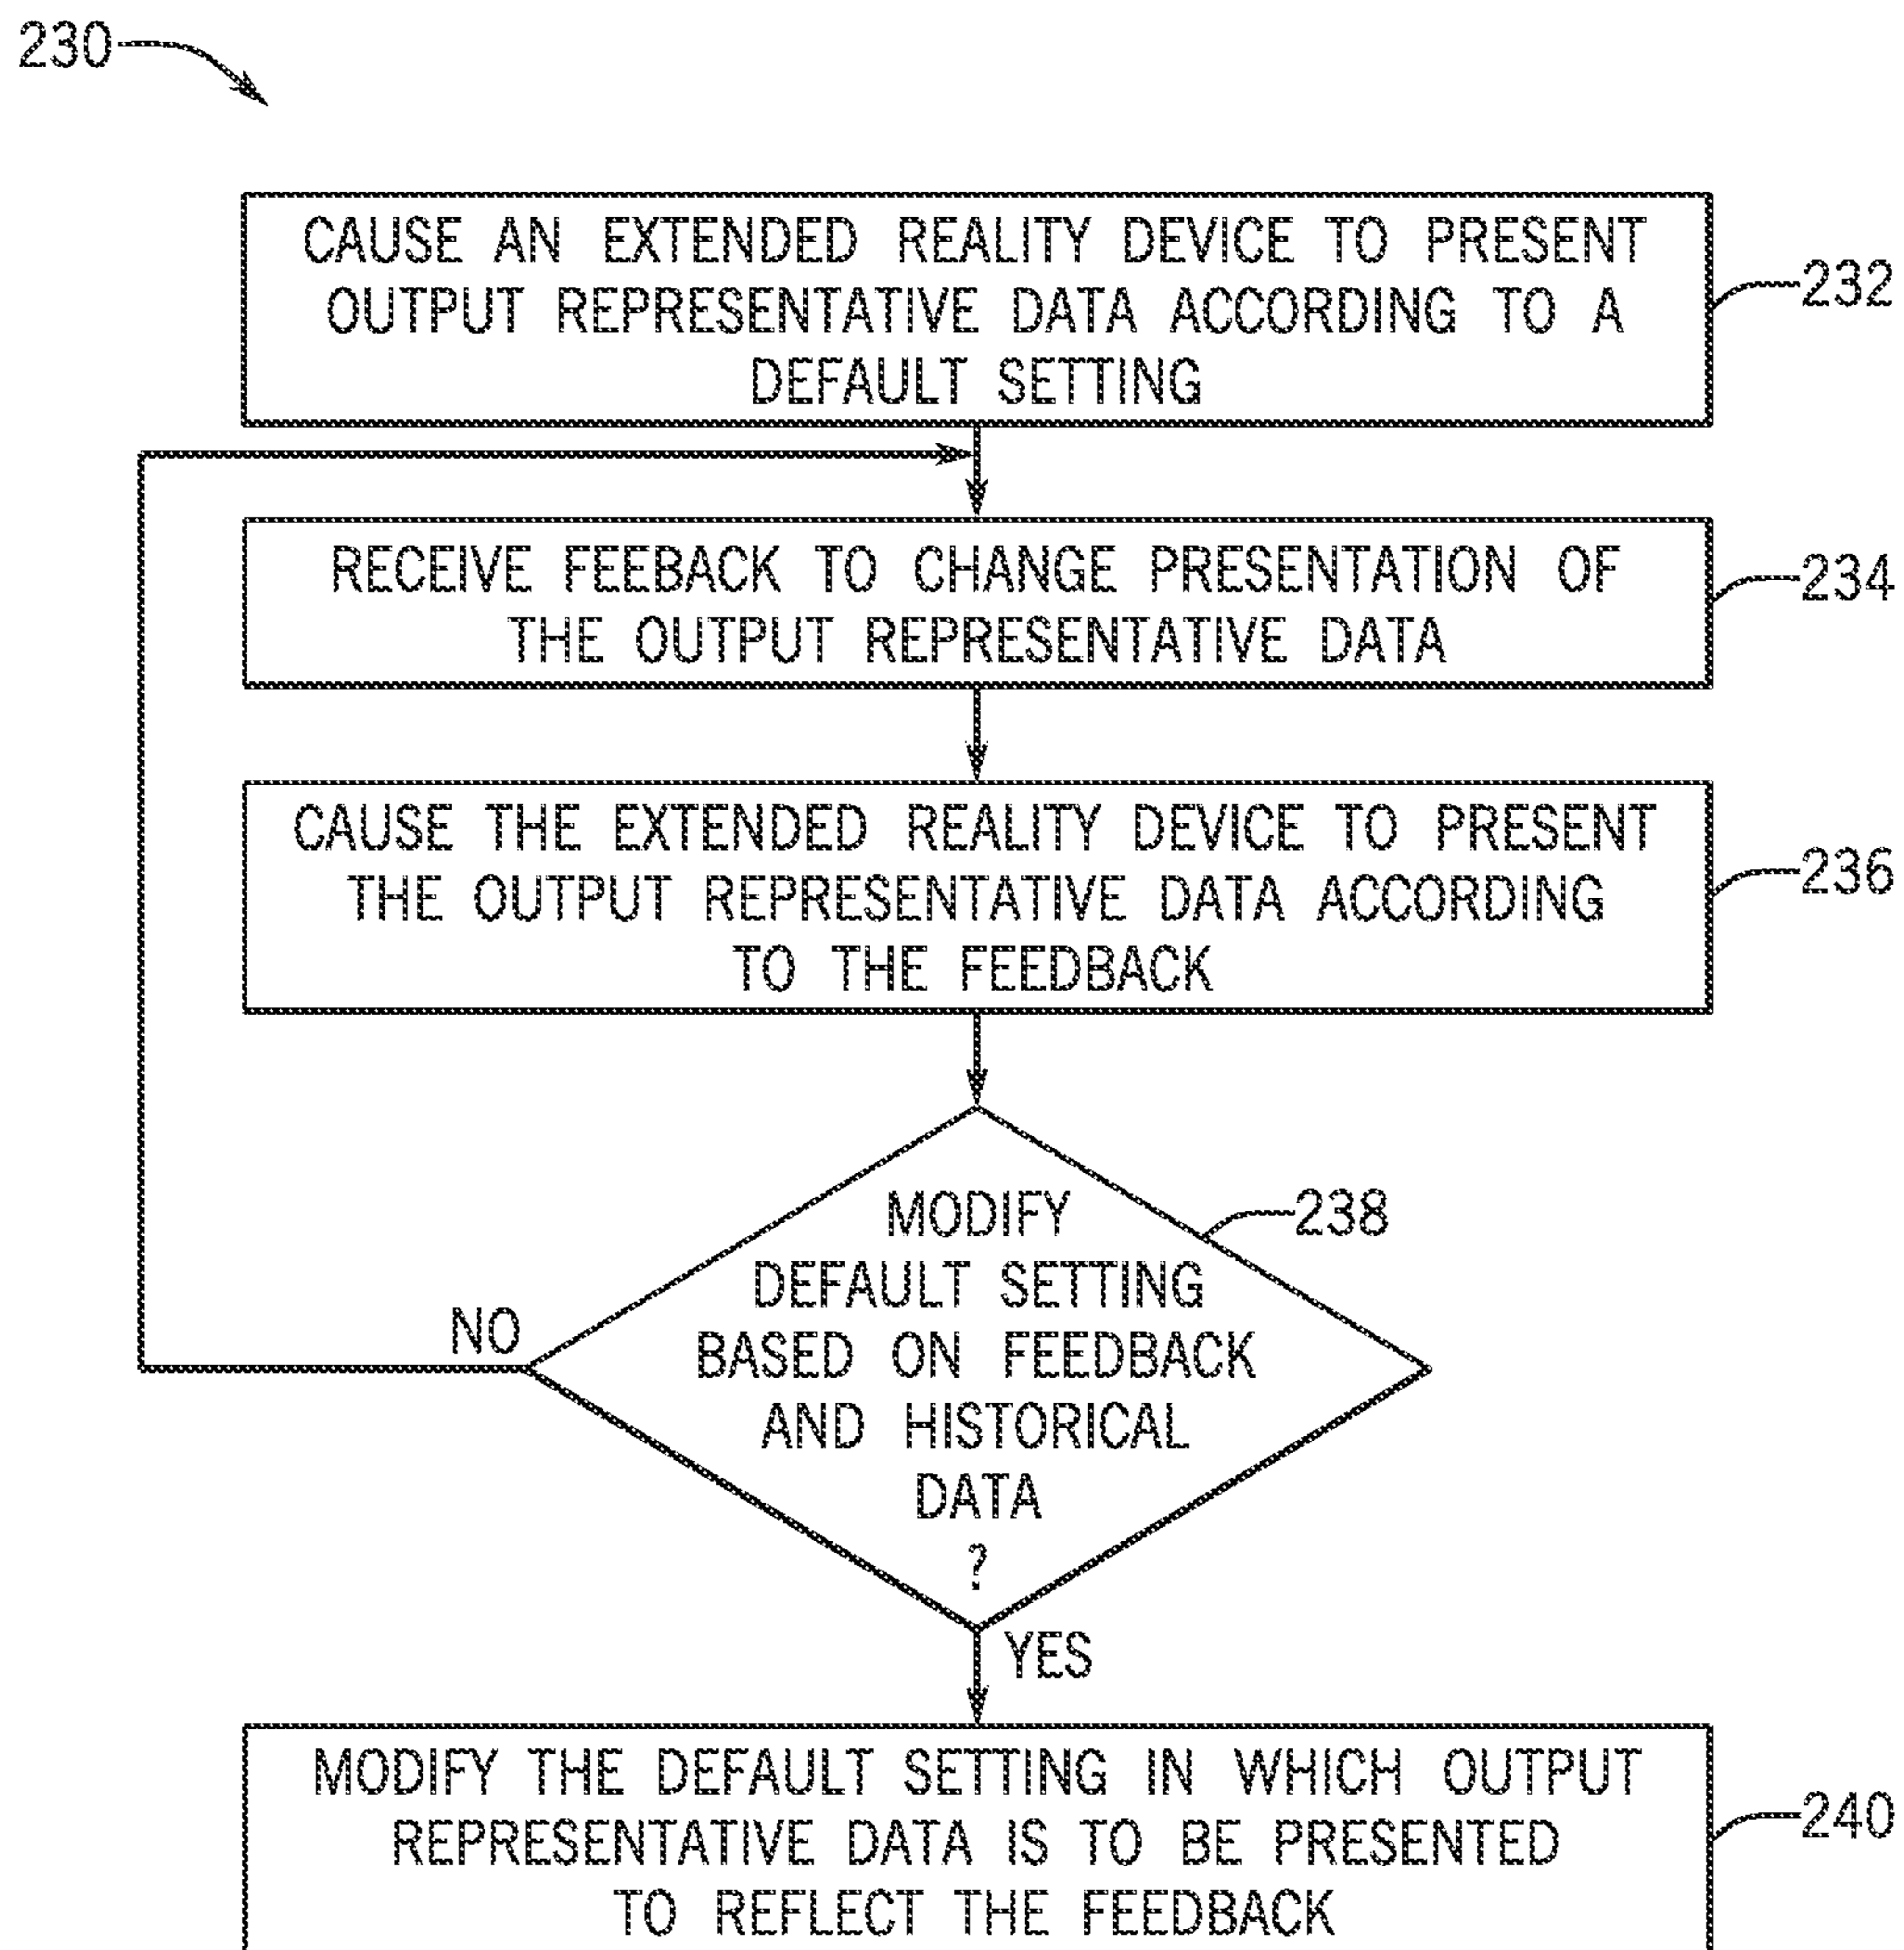 230
CAUSE AN EXTENDED REALITY DEVICE TO PRESENT
OUTPUT REPRESENTATIVE DATA ACCORDING TO A
DEFAULT SETTING
232
RECEIVE FEEBACK TO CHANGE PRESENTATION OF
THE OUTPUT REPRESENTATIVE DATA
234
CAUSE THE EXTENDED REALITY DEVICE TO PRESENT
THE OUTPUT REPRESENTATIVE DATA ACCORDING
TO THE FEEDBACK
236
MODIFY
DEFAULT SETTING
BASED ON FEEDBACK
AND HISTORICAL
DATA
?
238
NO
YES
MODIFY THE DEFAULT SETTING IN WHICH OUTPUT
REPRESENTATIVE DATA IS TO BE PRESENTED
TO REFLECT THE FEEDBACK
240